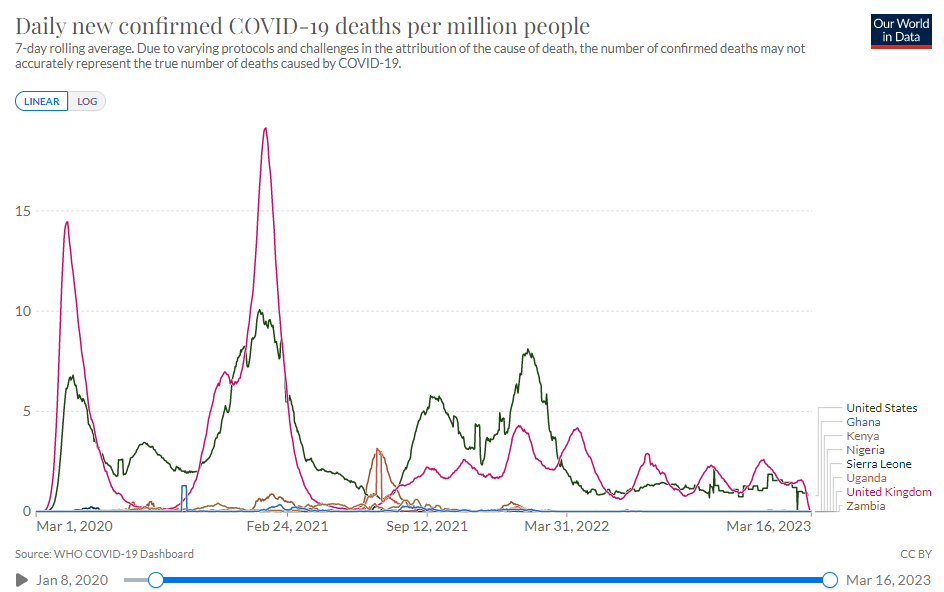 Daily new confirmed COVID-19 deaths per million people
Our World
in Data
7-day rolling average. Due to varying protocols and challenges in the attribution of the cause of death, the number of confirmed deaths may not
accurately represent the true number of deaths caused by COVID-19.
LINEAR LOG
15
10
5
0
United States
Ghana
Kenya
Nigeria
Sierra Leone
Uganda
United Kingdom
Zambia
Mar 1, 2020 Feb 24, 2021 Sep 12, 2021 Mar 31, 2022 Mar 16, 2023
Source: WHO COVID-19 Dashboard CC BY
Jan 8, 2020 Mar 16, 2023